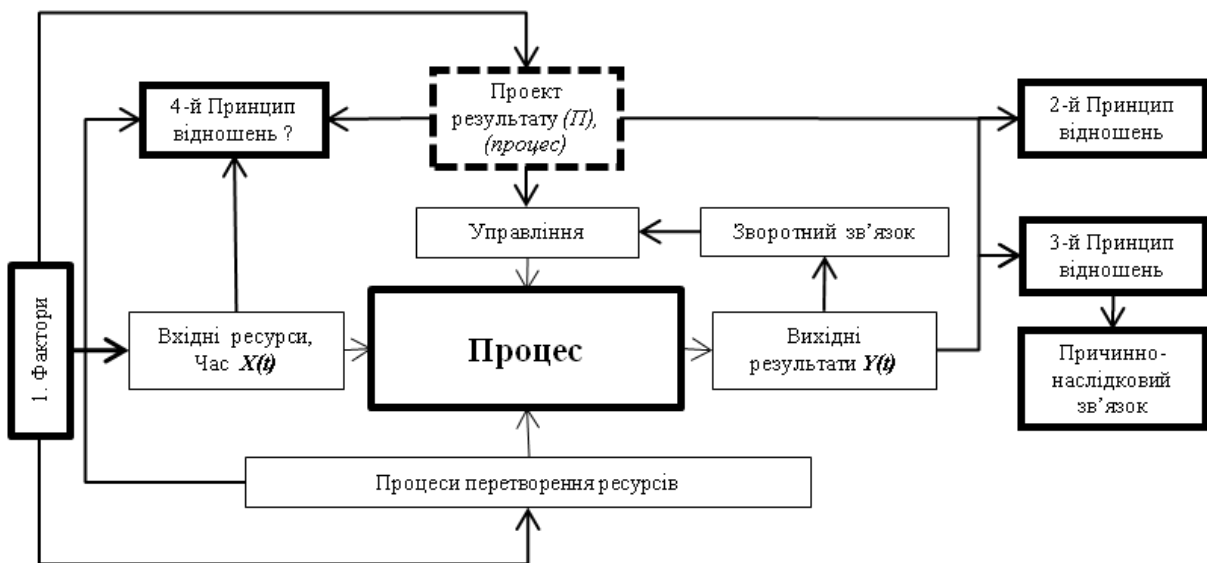 4-й Принцип
відношень ?
Проект
результату (П),
(процес)
2-й Принцип
відношень
Управління
Зворотний зв’язок
3-й Принцип
відношень
1. Фактори
Вхідні ресурси,
Час X(t)
Процес
Вихідні
результати Y(t)
Причинно-
наслідковий
зв’язок
Процеси перетворення ресурсів